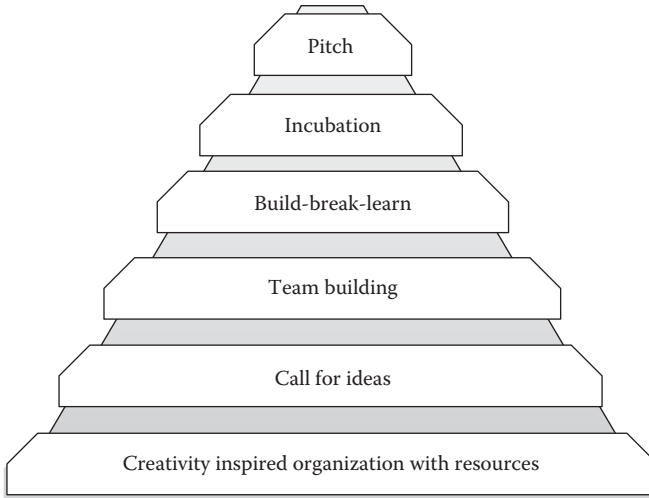 Pitch
Incubation
Build-break-learn
Team building
Call for ideas
Creativity inspired organization with resources